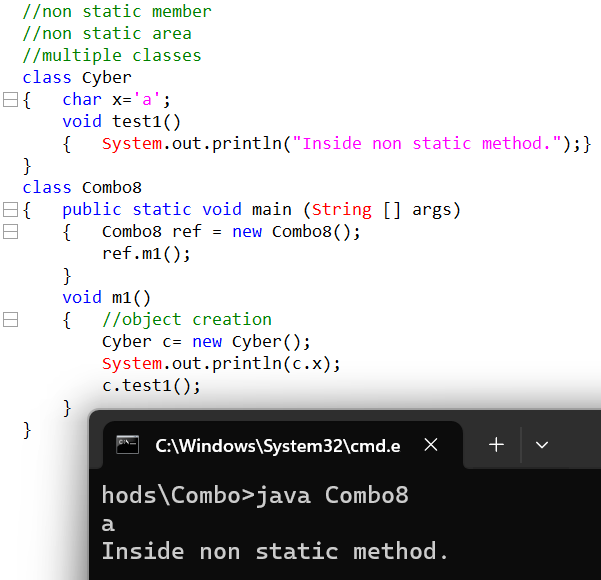 //non static member
//non static area
//multiple classes
class Cyber
{   char x='a';
    void test1()
    {   System.out.println("Inside non static method.");}
}
class Combo8
{   public static void main (String [] args)
    {   Combo8 ref = new Combo8();
        ref.m1();
    }
    void m1()
    {   //object creation
        Cyber c= new Cyber();
        System.out.println(c.x);
        c.test1();
    }
}
C:\Windows\System32\cmd.e
hods\Combo>java Combo8
a
Inside non static method.